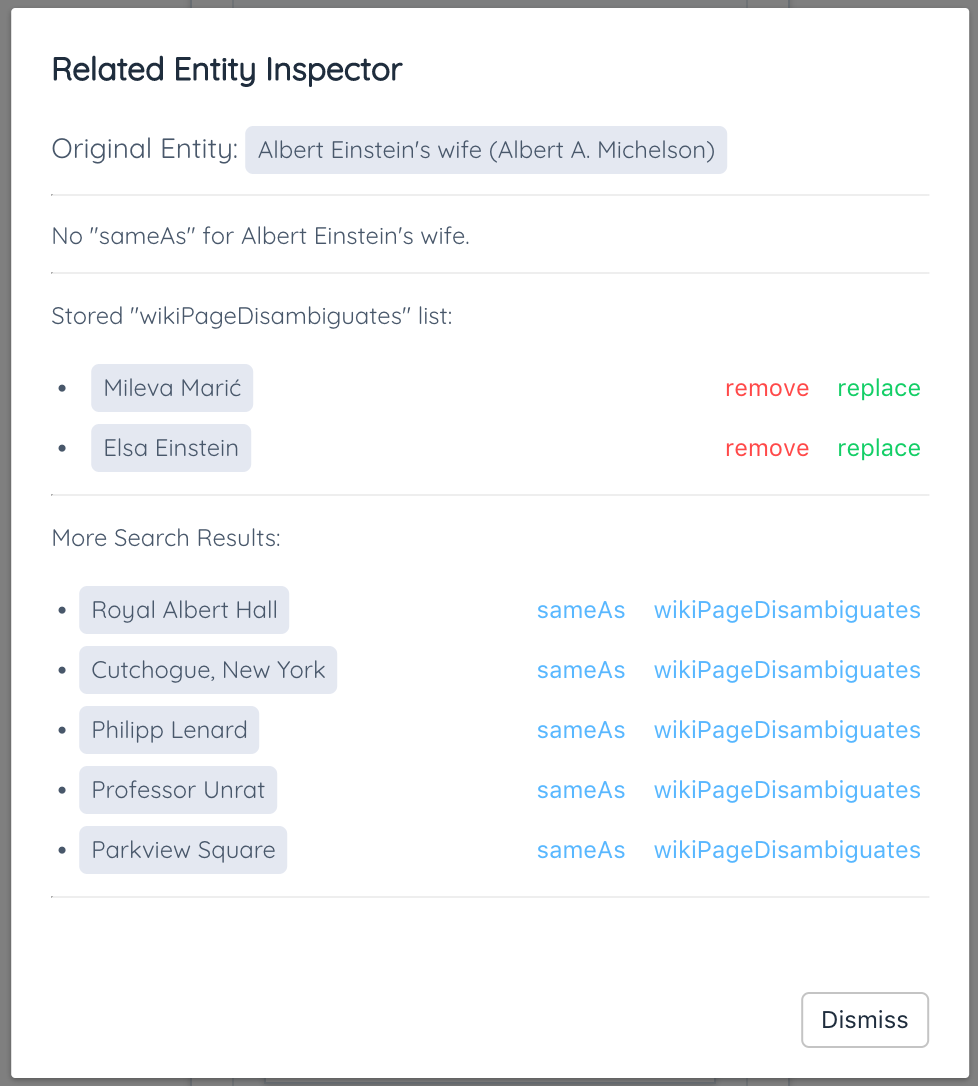 Related Entity Inspector
Original Entity: Albert Einstein's wife (Albert A. Michelson)
No "sameAs" for Albert Einstein's wife.
Stored "wikiPageDisambiguates" list:
• Mileva Marić remove replace
• Elsa Einstein remove replace
More Search Results:
• Royal Albert Hall sameAs wikiPageDisambiguates
• Cutchogue, New York sameAs wikiPageDisambiguates
• Philipp Lenard sameAs wikiPageDisambiguates
• Professor Unrat sameAs wikiPageDisambiguates
• Parkview Square sameAs wikiPageDisambiguates
Dismiss